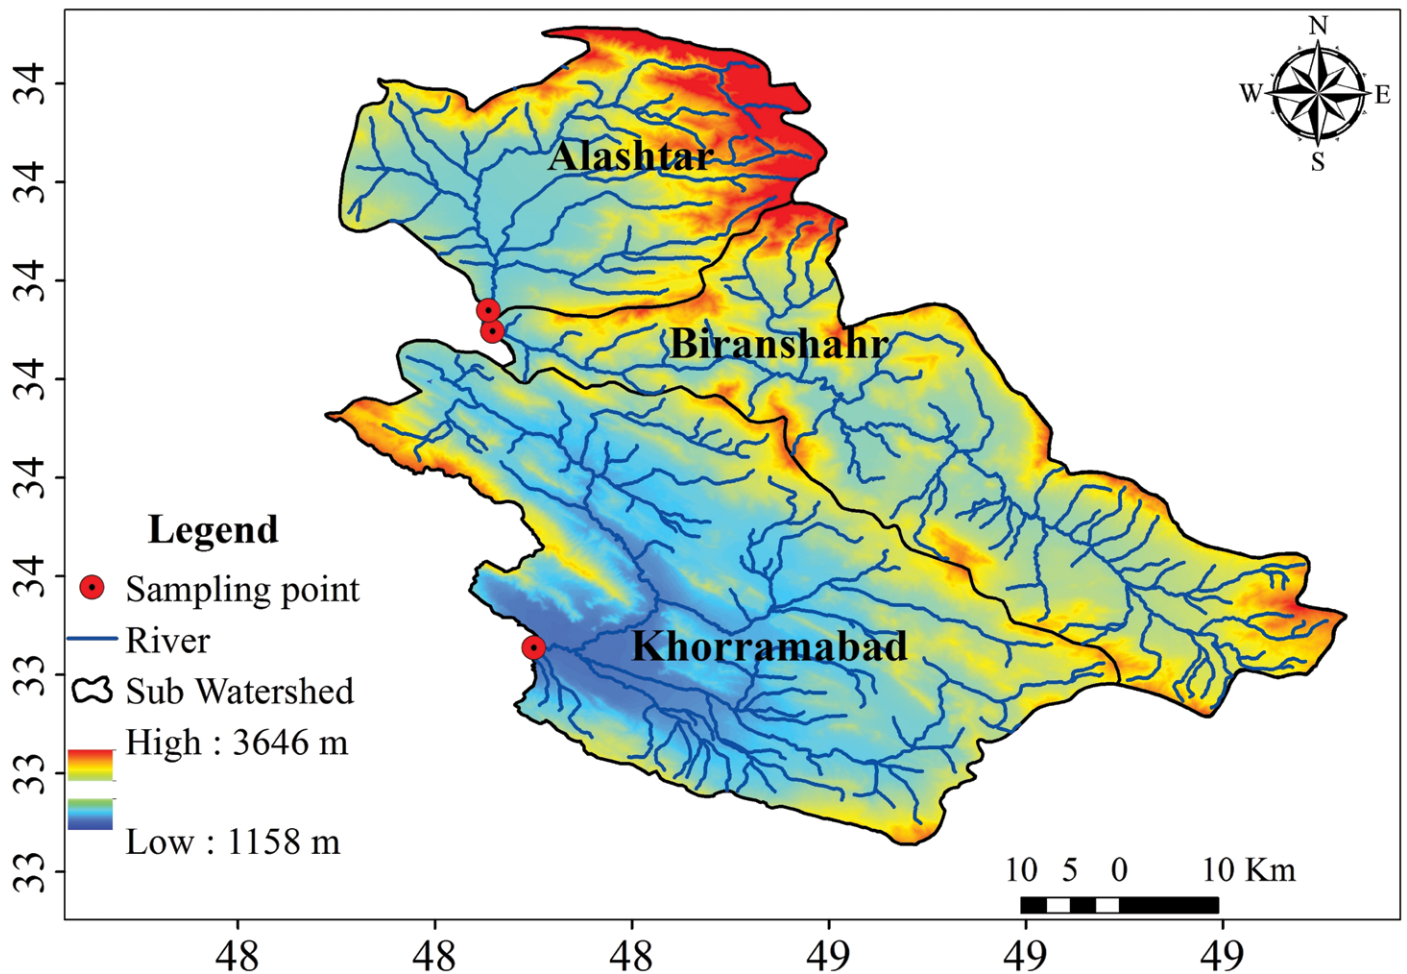 N
W E
S
34
34
34
34
34
34
33
33
33
Alashtar
Biranshahr
Khorramabad
Legend
Sampling point
River
Sub Watershed
High : 3646 m
Low : 1158 m
10 5 0 10 Km
48 48 48 49 49 49